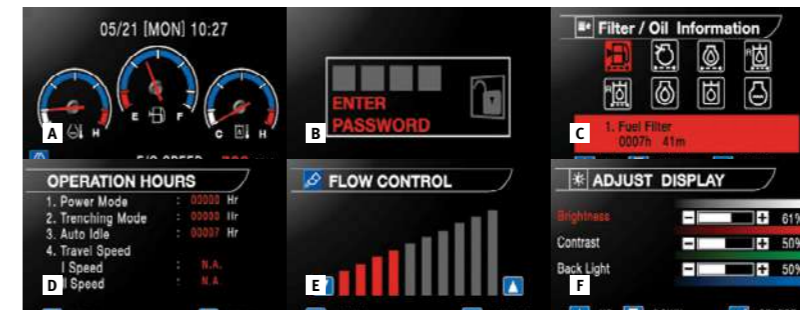 05/21 [MON] 10:27
E F
H C H
A
ENTER
PASSWORD
B
Filter / Oil Information
1. Fuel Filter
0007h 41m
C
OPERATION HOURS
1. Power Mode : 00000 Hr
2. Trenching Mode : 00000 Hr
3. Auto Idle : 00007 Hr
4. Travel Speed
I Speed : N.A.
Speed : N.A
D
FLOW CONTROL
E
ADJUST DISPLAY
Brightness - + 61%
Contrast - + 50%
Back Light - + 50%
F